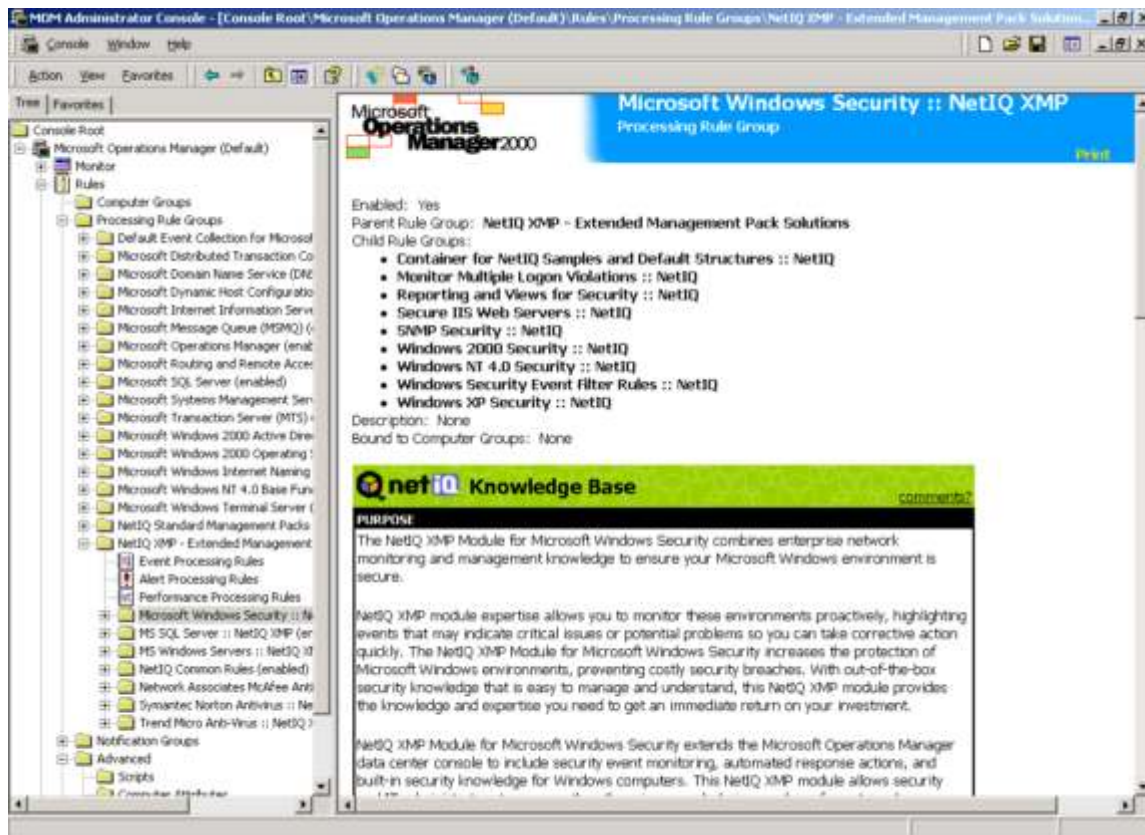 MOM Administrator Console - [Console Root\Microsoft Operations Manager (Default)\Rules\Processing Rule Groups\NetIQ XMP - Extended Management Pack Solution...
Console Window Help
Action View Favorites
Tree Favorites
Console Root
Microsoft Operations Manager (Default)
Monitor
Rules
Computer Groups
Processing Rule Groups
Default Event Collection for Microsof
Microsoft Distributed Transaction Co
Microsoft Domain Name Service (DNS
Microsoft Dynamic Host Configuratio
Microsoft Internet Information Serve
Microsoft Message Queue (MSMQ) (
Microsoft Operations Manager (enab
Microsoft Routing and Remote Acces
Microsoft SQL Server (enabled)
Microsoft Systems Management Serv
Microsoft Transaction Server (MTS)
Microsoft Windows 2000 Active Dire
Microsoft Windows 2000 Operating
Microsoft Windows Internet Naming
Microsoft Windows NT 4.0 Base Fun
Microsoft Windows Terminal Server (
NetIQ Standard Management Packs
NetIQ XMP - Extended Management
Event Processing Rules
Alert Processing Rules
Performance Processing Rules
Microsoft Windows Security :: N
MS SQL Server :: NetIQ XMP (en
MS Windows Servers :: NetIQ XM
NetIQ Common Rules (enabled)
Network Associates McAfee Anti
Symantec Norton Antivirus :: Ne
Trend Micro Anti-Virus :: NetIQ X
Notification Groups
Advanced
Scripts
Computer Attributes
Microsoft
Operations
Manager2000
Microsoft Windows Security :: NetIQ XMP
Processing Rule Group
Print
Enabled: Yes
Parent Rule Group: NetIQ XMP - Extended Management Pack Solutions
Child Rule Groups:
• Container for NetIQ Samples and Default Structures :: NetIQ
• Monitor Multiple Logon Violations :: NetIQ
• Reporting and Views for Security :: NetIQ
• Secure IIS Web Servers :: NetIQ
• SNMP Security :: NetIQ
• Windows 2000 Security :: NetIQ
• Windows NT 4.0 Security :: NetIQ
• Windows Security Event Filter Rules :: NetIQ
• Windows XP Security :: NetIQ
Description: None
Bound to Computer Groups: None
netIQ Knowledge Base
comments?
PURPOSE
The NetIQ XMP Module for Microsoft Windows Security combines enterprise network
monitoring and management knowledge to ensure your Microsoft Windows environment is
secure.
NetIQ XMP module expertise allows you to monitor these environments proactively, highlighting
events that may indicate critical issues or potential problems so you can take corrective action
quickly. The NetIQ XMP Module for Microsoft Windows Security increases the protection of
Microsoft Windows environments, preventing costly security breaches. With out-of-the-box
security knowledge that is easy to manage and understand, this NetIQ XMP module provides
the knowledge and expertise you need to get an immediate return on your investment.
NetIQ XMP Module for Microsoft Windows Security extends the Microsoft Operations Manager
data center console to include security event monitoring, automated response actions, and
built-in security knowledge for Windows computers. This NetIQ XMP module allows security